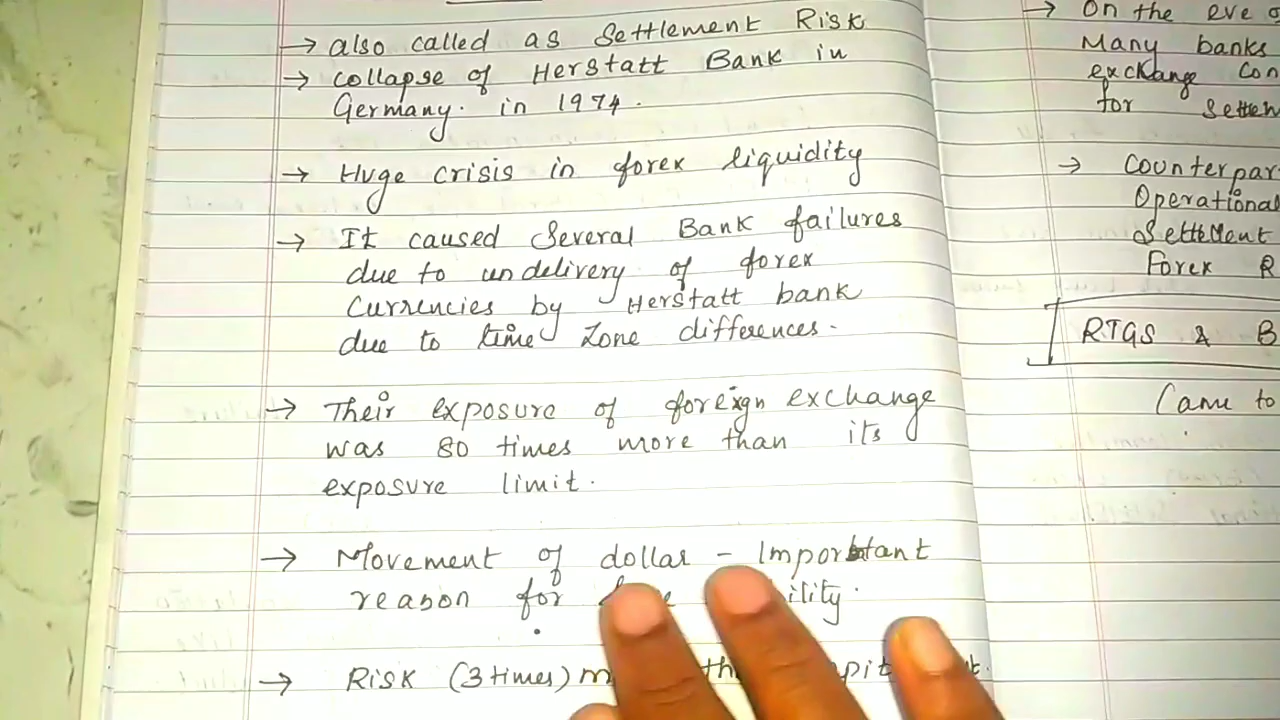 → also called as Settlement Risk
→ collapse of Herstatt Bank in
Germany. in 1974.
→ Huge crisis in forex liquidity
→ It caused Several Bank failures
due to undelivery of forex
Currencies by Herstatt bank
due to time Zone differences.
→ Their exposure of foreign exchange
was 80 times more than its
exposure limit.
→ Movement of dollar - Important
reason for
→ Risk (3 times)
→ On the eve
Many banks
exchange Con
for Settem
→ Counterpar
Operational
Settlement
Forex R
RTGS & B
Came to